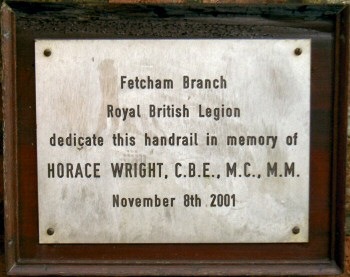 Fetcham Branch
Royal British Legion
dedicate this handrail in memory of
HORACE WRIGHT, C.B.E., M.C., M.M.
November 8th 2001